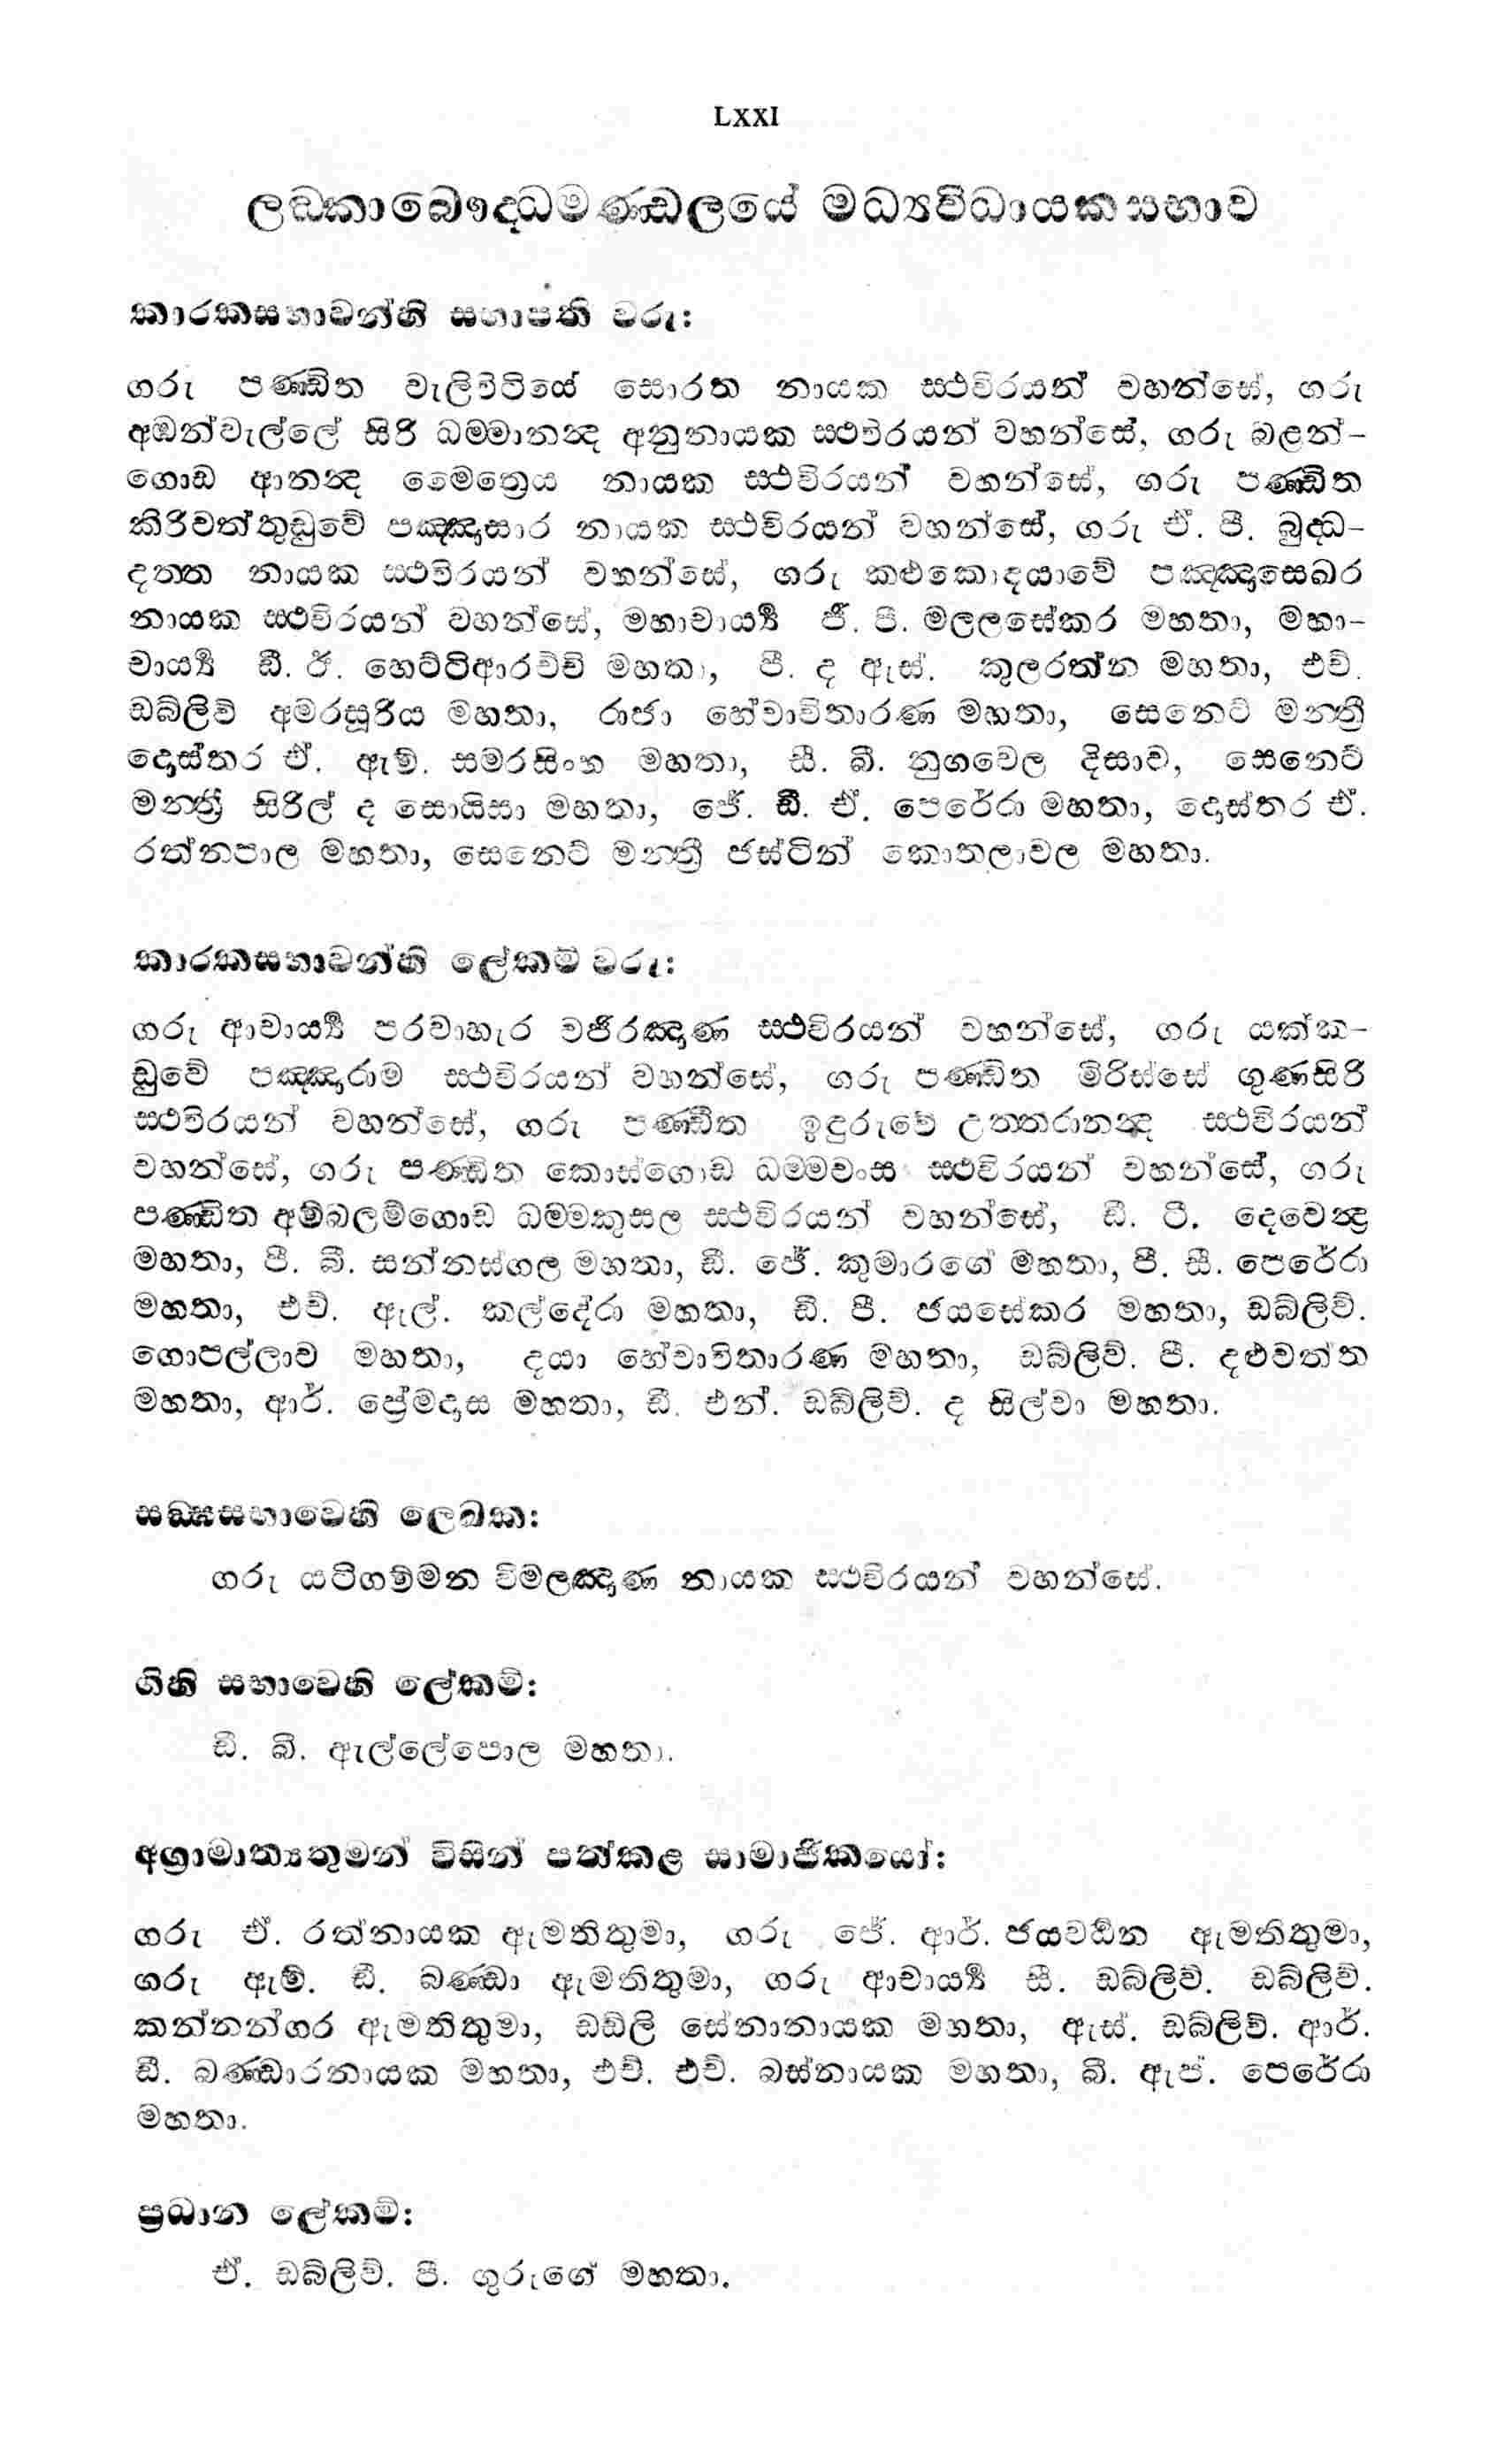 LXXI
ලඞ්කාබෞද්ධමණ්ඩලයේ මධ්‍යවිධායකසභාව
කාරකසභාවන්හි සභාපති වරු:
ගරු පණ්ඩිත වැලිවිටියේ සොරත නායක ස්ථවිරයන් වහන්සේ, ගරු
අඹන්වැල්ලේ සිරි ධම්මානන්ද අනුනායක ස්ථවිරයන් වහන්සේ, ගරු බළන්-
ගොඩ ආනන්ද මෛත්‍රෙය නායක ස්ථවිරයන් වහන්සේ, ගරු පණ්ඩිත
කිරිවත්තුඩුවේ පඤ්ඤාසාර නායක ස්ථවිරයන් වහන්සේ, ගරු ඒ. පී. බුද්ධ-
දත්ත නායක ස්ථවිරයන් වහන්සේ, ගරු කළුකොඳයාවේ පඤ්ඤාසෙඛර
නායක ස්ථවිරයන් වහන්සේ, මහාචාර්‍ය්‍ය ජී. පී. මලලසේකර මහතා, මහා-
චාර්‍ය්‍ය ඩී. ඊ. හෙට්ටිආරච්චි මහතා, පී. ද ඇස්. කුලරත්න මහතා, එච්.
ඩබ්ලිව් අමරසූරිය මහතා, රාජා හේවාවිතාරණ මහතා, සෙනෙට් මන්ත්‍රී
දොස්තර ඒ. ඇම්. සමරසිංහ මහතා, සී. බී. නුගවෙල දිසාව, සෙනෙට්
මන්ත්‍රී සිරිල් ද සොයිසා මහතා, ජේ. ඩී. ඒ. පෙරේරා මහතා, දොස්තර ඒ.
රත්නපාල මහතා, සෙනෙට් මන්ත්‍රී ජස්ටින් කොතලාවල මහතා.
කාරකසභාවන්හි ලේකම් වරු:
ගරු ආචාර්‍ය්‍ය පරවාහැර වජිරඤාණ ස්ථවිරයන් වහන්සේ, ගරු යක්ක-
ඩුවේ පඤ්ඤාරාම ස්ථවිරයන් වහන්සේ, ගරු පණ්ඩිත මිරිස්සේ ගුණසිරි
ස්ථවිරයන් වහන්සේ, ගරු පණ්ඩිත ඉඳුරුවේ උත්තරානන්ද ස්ථවිරයන්
වහන්සේ, ගරු පණ්ඩිත කොස්ගොඩ ධම්මවංස ස්ථවිරයන් වහන්සේ, ගරු
පණ්ඩිත අම්බලම්ගොඩ ධම්මකුසල ස්ථවිරයන් වහන්සේ, ඩී. ටී. දෙවෙන්ද්‍ර
මහතා, පී. බී. සන්නස්ගල මහතා, ඩී. ජේ. කුමාරගේ මහතා, පී. සී. පෙරේරා
මහතා, එච්. ඇල්. කල්දේරා මහතා, ඩී. පී. ජයසේකර මහතා, ඩබ්ලිව්.
ගොපල්ලාව මහතා, දයා හේවාවිතාරණ මහතා, ඩබ්ලිව්. පී. දළුවත්ත
මහතා, ආර්. ප්‍රේමදාස මහතා, ඩී. එන්. ඩබ්ලිව්. ද සිල්වා මහතා.
සඞ්ඝසභාවෙහි ලෙඛක:
ගරු යටිගම්මන විමලඤාණ නායක ස්ථවිරයන් වහන්සේ.
ගිහි සභාවෙහි ලේකම්:
ඩී. බී. ඇල්ලේපොල මහතා.
අග්‍රාමාත්‍යතුමන් විසින් පත්කළ සාමාජිකයෝ:
ගරු ඒ. රත්නායක ඇමතිතුමා, ගරු ජේ. ආර්. ජයවර්‍ධන ඇමතිතුමා,
ගරු ඇම්. ඩී. බණ්ඩා ඇමතිතුමා, ගරු ආචාර්‍ය්‍ය සී. ඩබ්ලිව්. ඩබ්ලිව්.
කන්නන්ගර ඇමතිතුමා, ඩඩ්ලි සේනානායක මහතා, ඇස්. ඩබ්ලිව්. ආර්.
ඩී. බණ්ඩාරනායක මහතා, එච්. එච්. බස්නායක මහතා, බී. ඇප්. පෙරේරා
මහතා.
ප්‍රධාන ලේකම්:
ඒ. ඩබ්ලිව්. පී. ගුරුගේ මහතා.